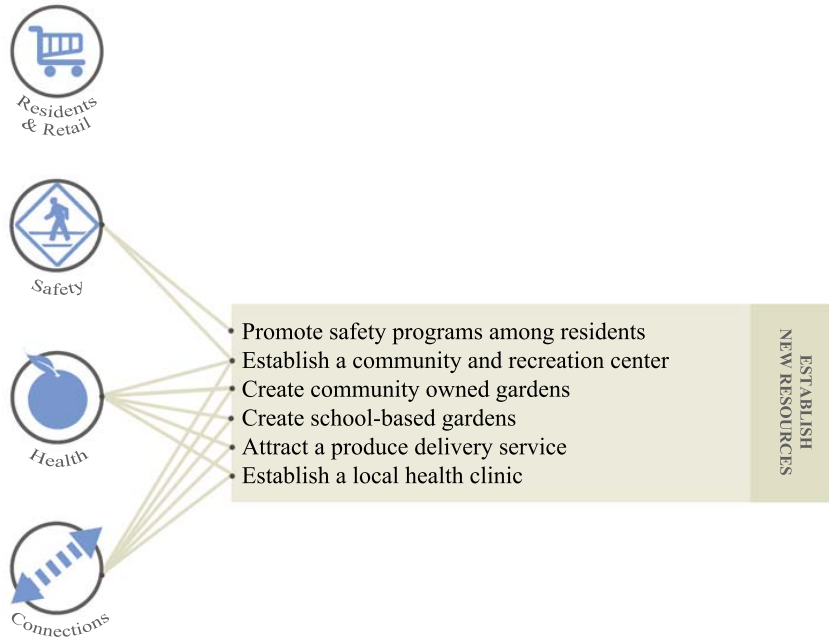 Residents
& Retail
Safety
Health
Connections
Promote safety programs among residents
Establish a community and recreation center
Create community owned gardens
Create school-based gardens
Attract a produce delivery service
Establish a local health clinic
ESTABLISH
NEW RESOURCES